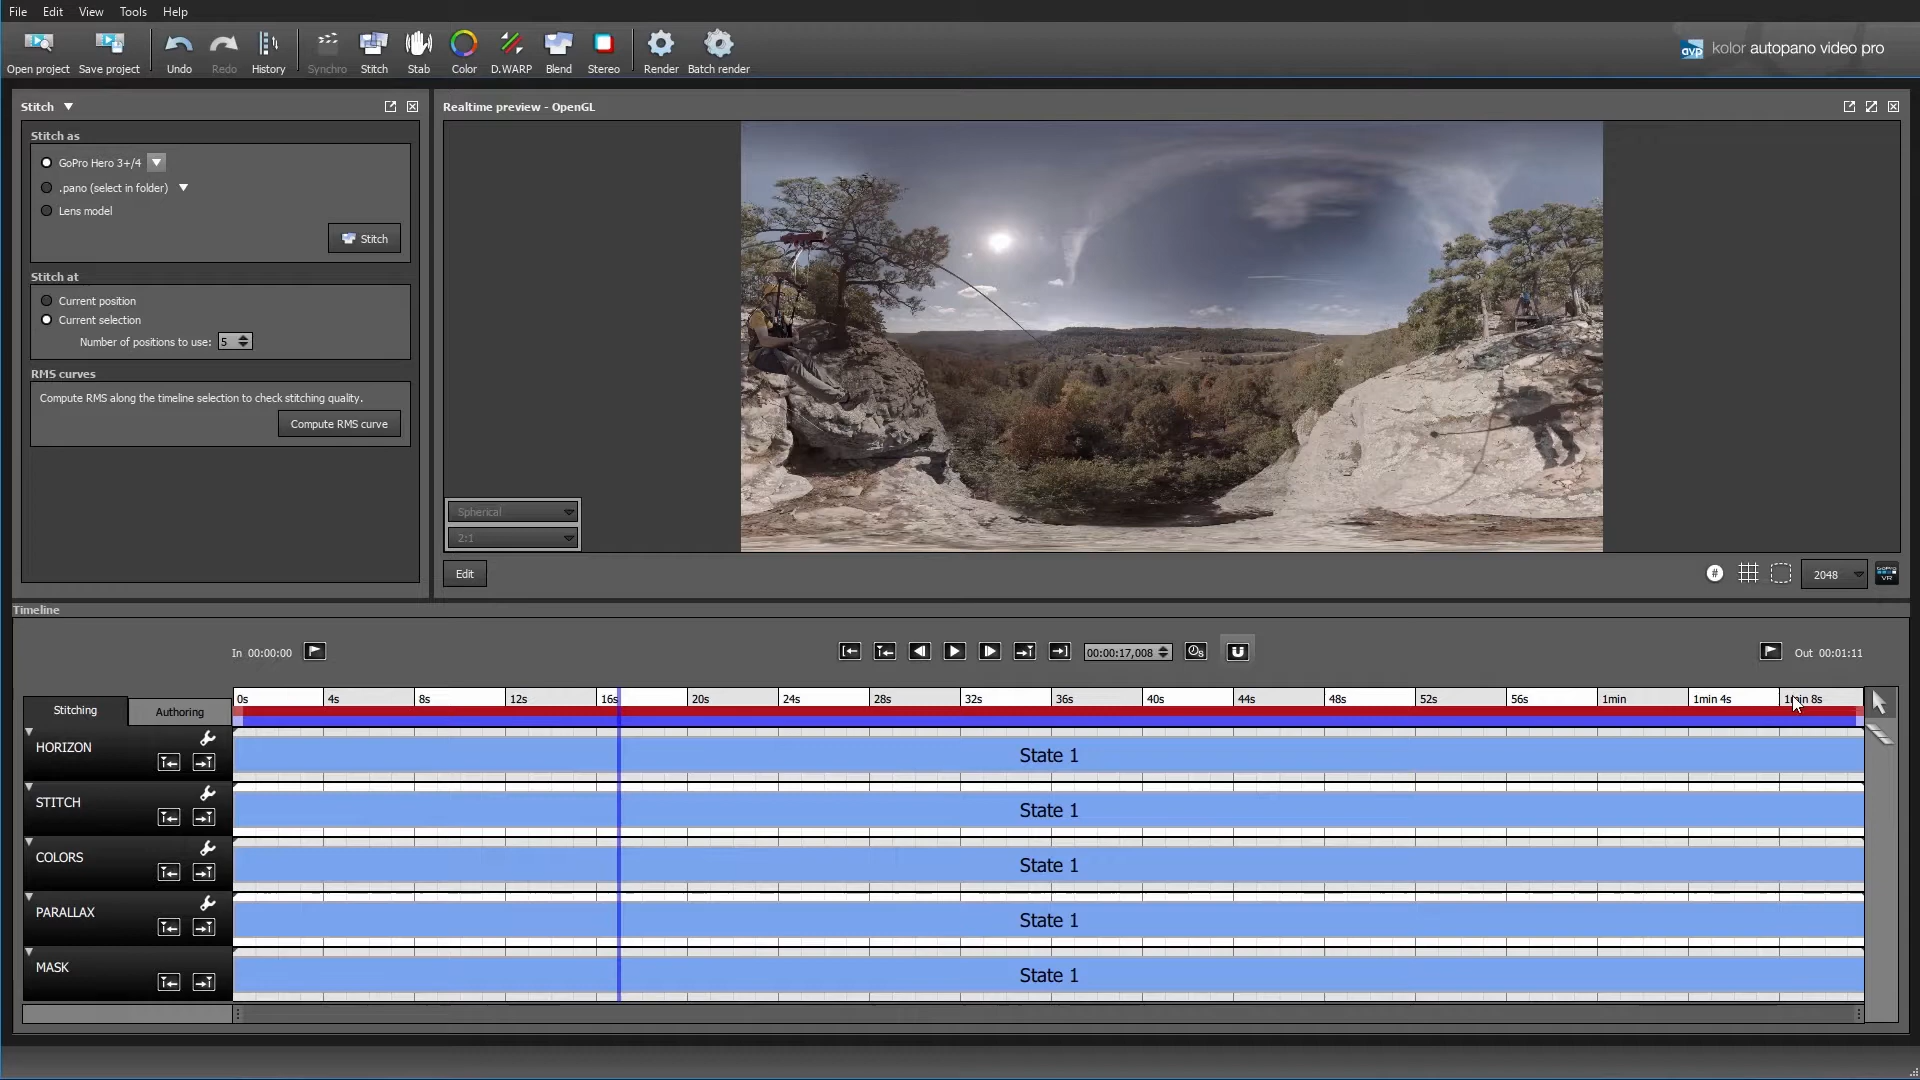 File Edit View Tools Help
Open project Save project Undo Redo History Synchro Stitch Stab Color D.WARP Blend Stereo Render Batch render
avp kolor autopano video pro
Stitch
Realtime preview - OpenGL
Stitch as
GoPro Hero 3+/4
.pano (select in folder)
Lens model
Stitch
Stitch at
Current position
Current selection
Number of positions to use: 5
RMS curves
Compute RMS along the timeline selection to check stitching quality.
Compute RMS curve
Spherical
2:1
Edit
# 2048 GoPro VR
Timeline
In 00:00:00
00:00:17,008
Out 00:01:11
Stitching Authoring
0s 4s 8s 12s 16s 20s 24s 28s 32s 36s 40s 44s 48s 52s 56s 1min 1min 4s 1min 8s
HORIZON State 1
STITCH State 1
COLORS State 1
PARALLAX State 1
MASK State 1